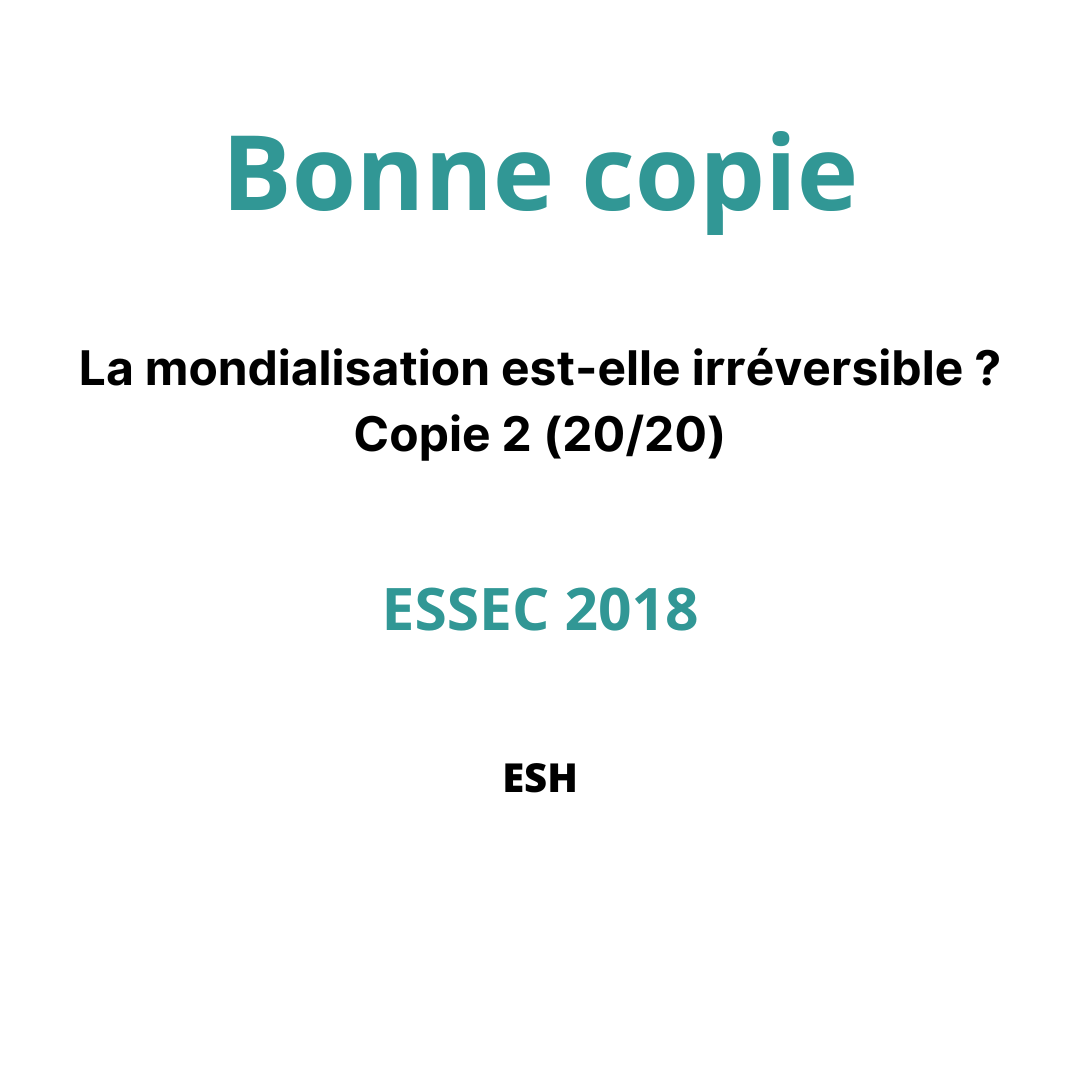 Bonne copie
La mondialisation est-elle irréversible ?
Copie 2 (20/20)
ESSEC 2018
ESH